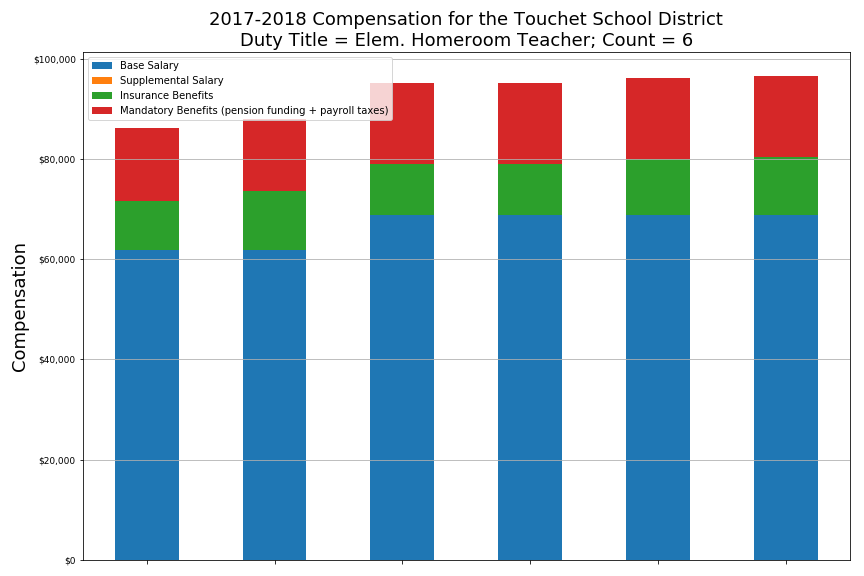 2017-2018 Compensation for the Touchet School District
Duty Title = Elem. Homeroom Teacher; Count = 6
$100,000
Base Salary
Supplemental Salary
Insurance Benefits
Mandatory Benefits (pension funding + payroll taxes)
$80,000
$60,000
Compensation
$40,000
$20,000
$0